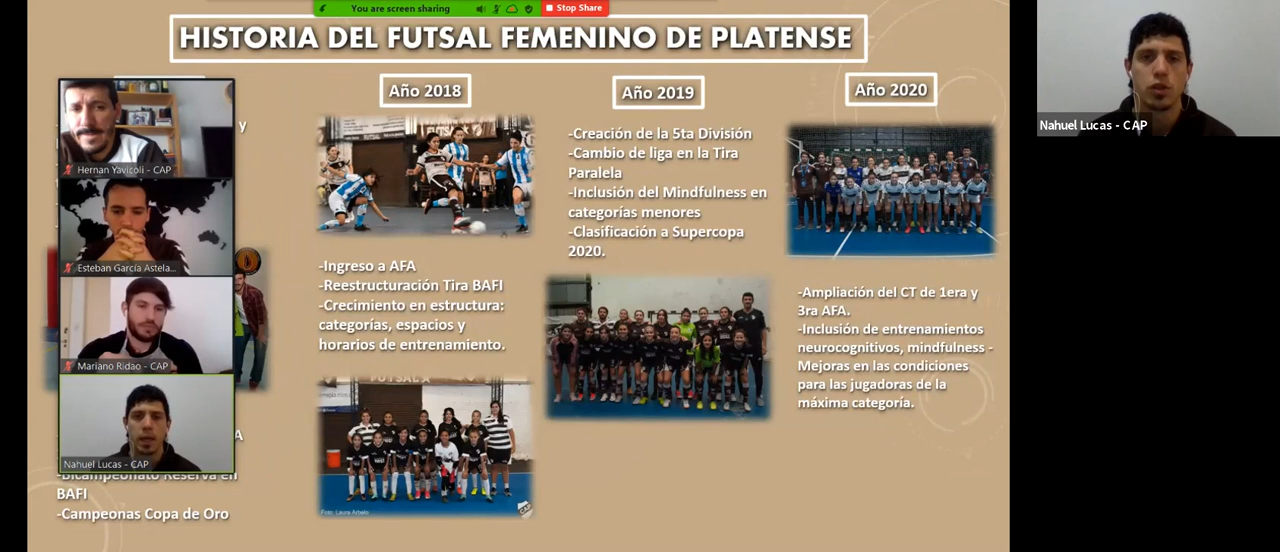 You are screen sharing
Stop Share
HISTORIA DEL FUTSAL FEMENINO DE PLATENSE
Hernan Yavicoli - CAP
Esteban García Astela...
Mariano Ridao - CAP
Nahuel Lucas - CAP
y
A
-Bicampeonato Reserva en
BAFI
-Campeonas Copa de Oro
Año 2018
-Ingreso a AFA
-Reestructuración Tira BAFI
-Crecimiento en estructura:
categorías, espacios y
horarios de entrenamiento.
FUTSAL
Foto: Laura Arbelo
CAP
Año 2019
-Creación de la 5ta División
-Cambio de liga en la Tira
Paralela
-Inclusión del Mindfulness en
categorías menores
-Clasificación a Supercopa
2020.
Año 2020
-Ampliación del CT de 1era y
3ra AFA.
-Inclusión de entrenamientos
neurocognitivos, mindfulness -
Mejoras en las condiciones
para las jugadoras de la
máxima categoría.
Nahuel Lucas - CAP